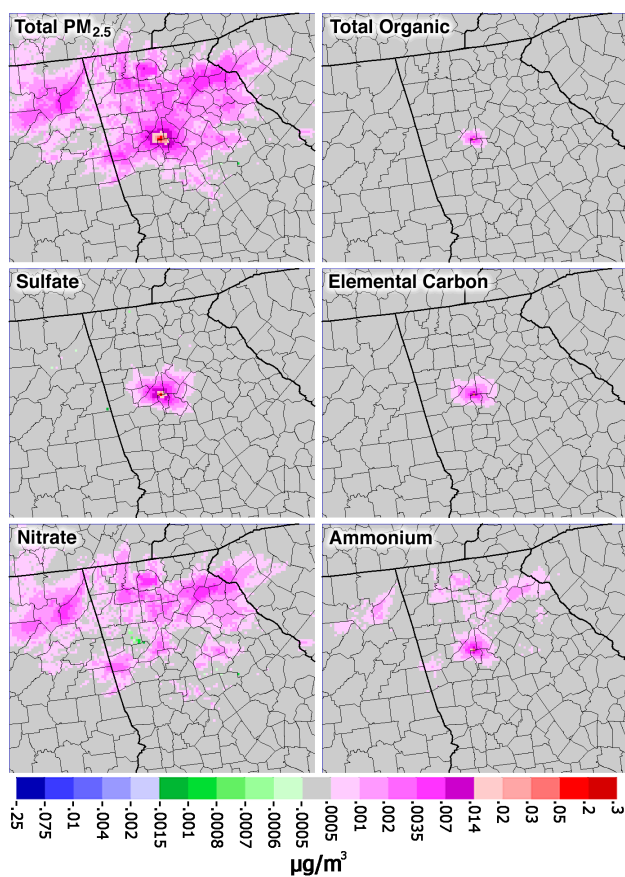 Total PM2.5
Total Organic
Sulfate
Elemental Carbon
Nitrate
Ammonium
.25 .075 .01 .004 .002 .0015 .001 .0008 .0006 .0005 .0005 .001 .002 .0035 .007 .014 .02 .03 .05 .2 .3
µg/m3